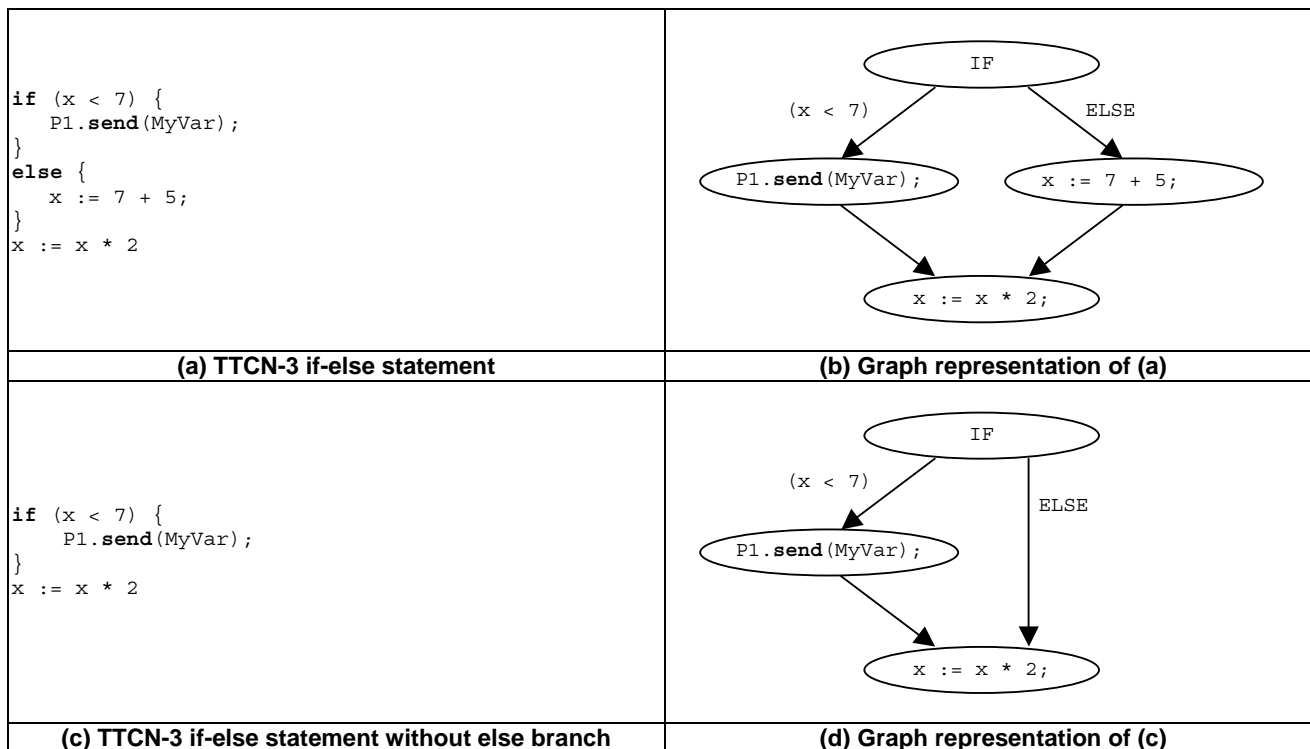 if (x < 7) {
   P1.send(MyVar);
}
else {
   x := 7 + 5;
}
x := x * 2
IF
(x < 7)
ELSE
P1.send(MyVar);
x := 7 + 5;
x := x * 2;
(a) TTCN-3 if-else statement
(b) Graph representation of (a)
if (x < 7) {
    P1.send(MyVar);
}
x := x * 2
IF
(x < 7)
ELSE
P1.send(MyVar);
x := x * 2;
(c) TTCN-3 if-else statement without else branch
(d) Graph representation of (c)